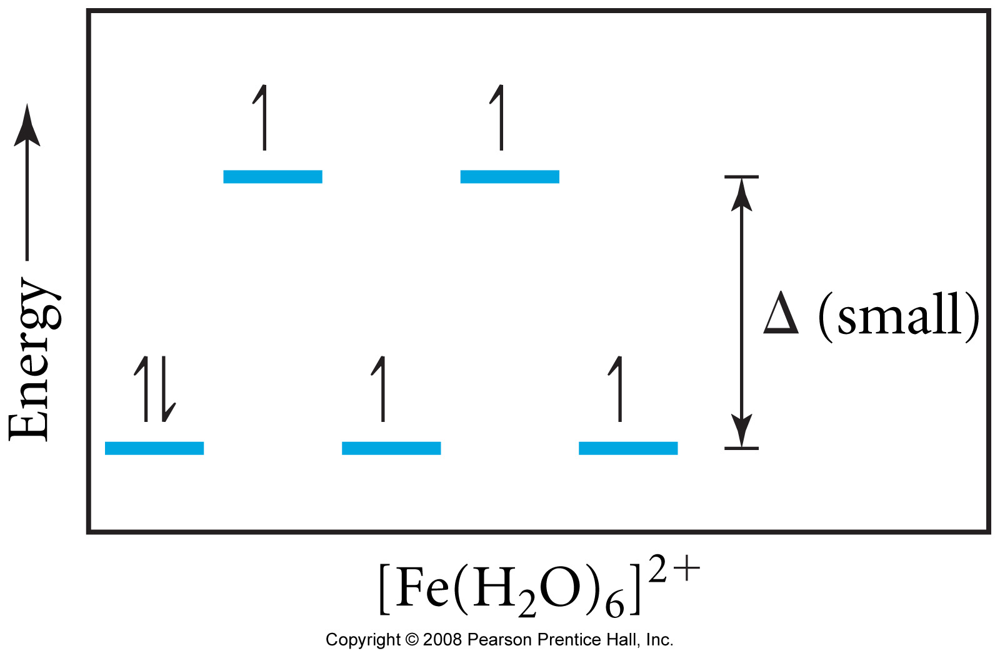 Energy
Δ (small)
[Fe(H₂O)₆]²⁺
Copyright © 2008 Pearson Prentice Hall, Inc.